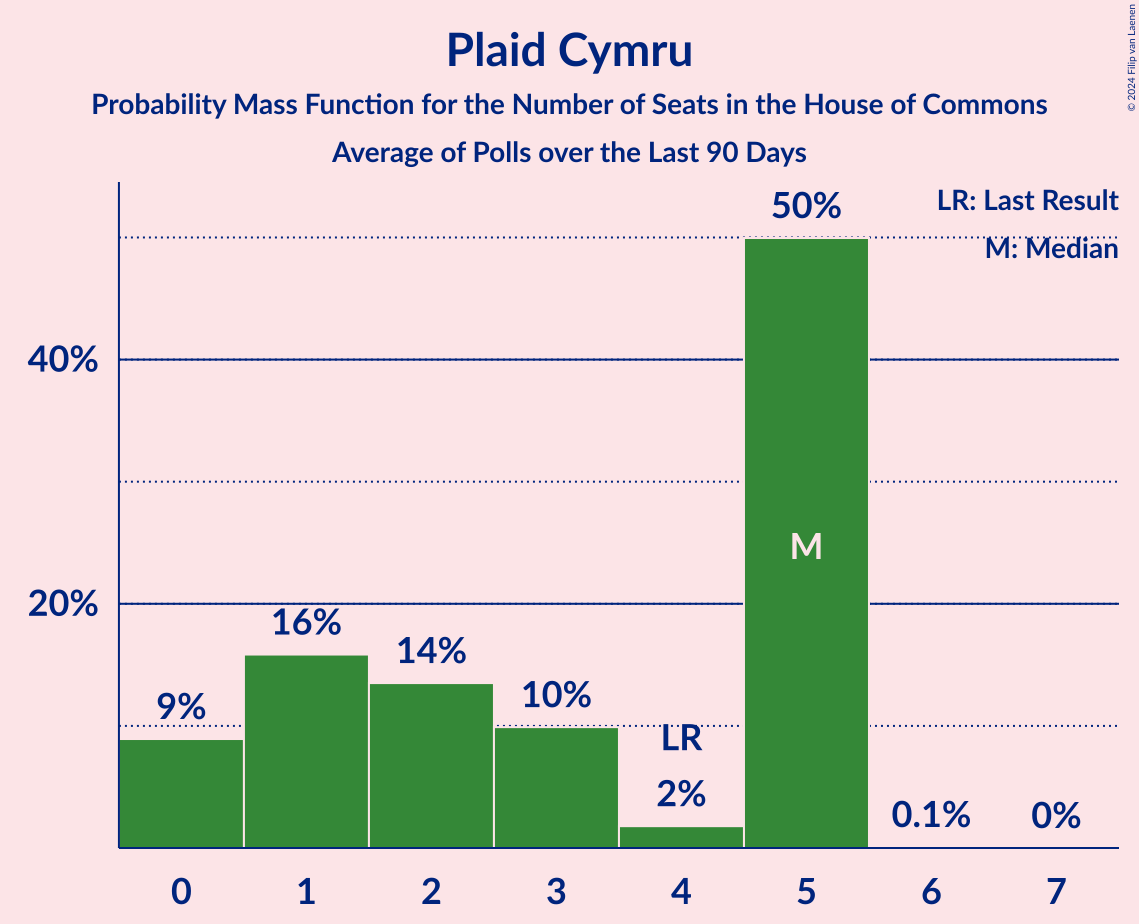 Plaid Cymru
Probability Mass Function for the Number of Seats in the House of Commons
Average of Polls over the Last 90 Days
© 2024 Filip van Laenen
LR: Last Result
M: Median
50%
40%
20%
9%
16%
14%
10%
LR
2%
M
0.1%
0%
0 1 2 3 4 5 6 7